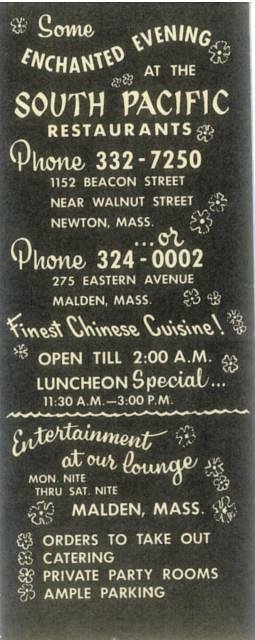 Some
ENCHANTED EVENING
AT THE
SOUTH PACIFIC
RESTAURANTS
Phone 332-7250
1152 BEACON STREET
NEAR WALNUT STREET
NEWTON, MASS.
...or
Phone 324-0002
275 EASTERN AVENUE
MALDEN, MASS.
Finest Chinese Cuisine!
OPEN TILL 2:00 A.M.
LUNCHEON Special...
11:30 A.M.—3:00 P.M.
Entertainment
at our lounge
MON. NITE
THRU SAT. NITE
MALDEN, MASS.
ORDERS TO TAKE OUT
CATERING
PRIVATE PARTY ROOMS
AMPLE PARKING